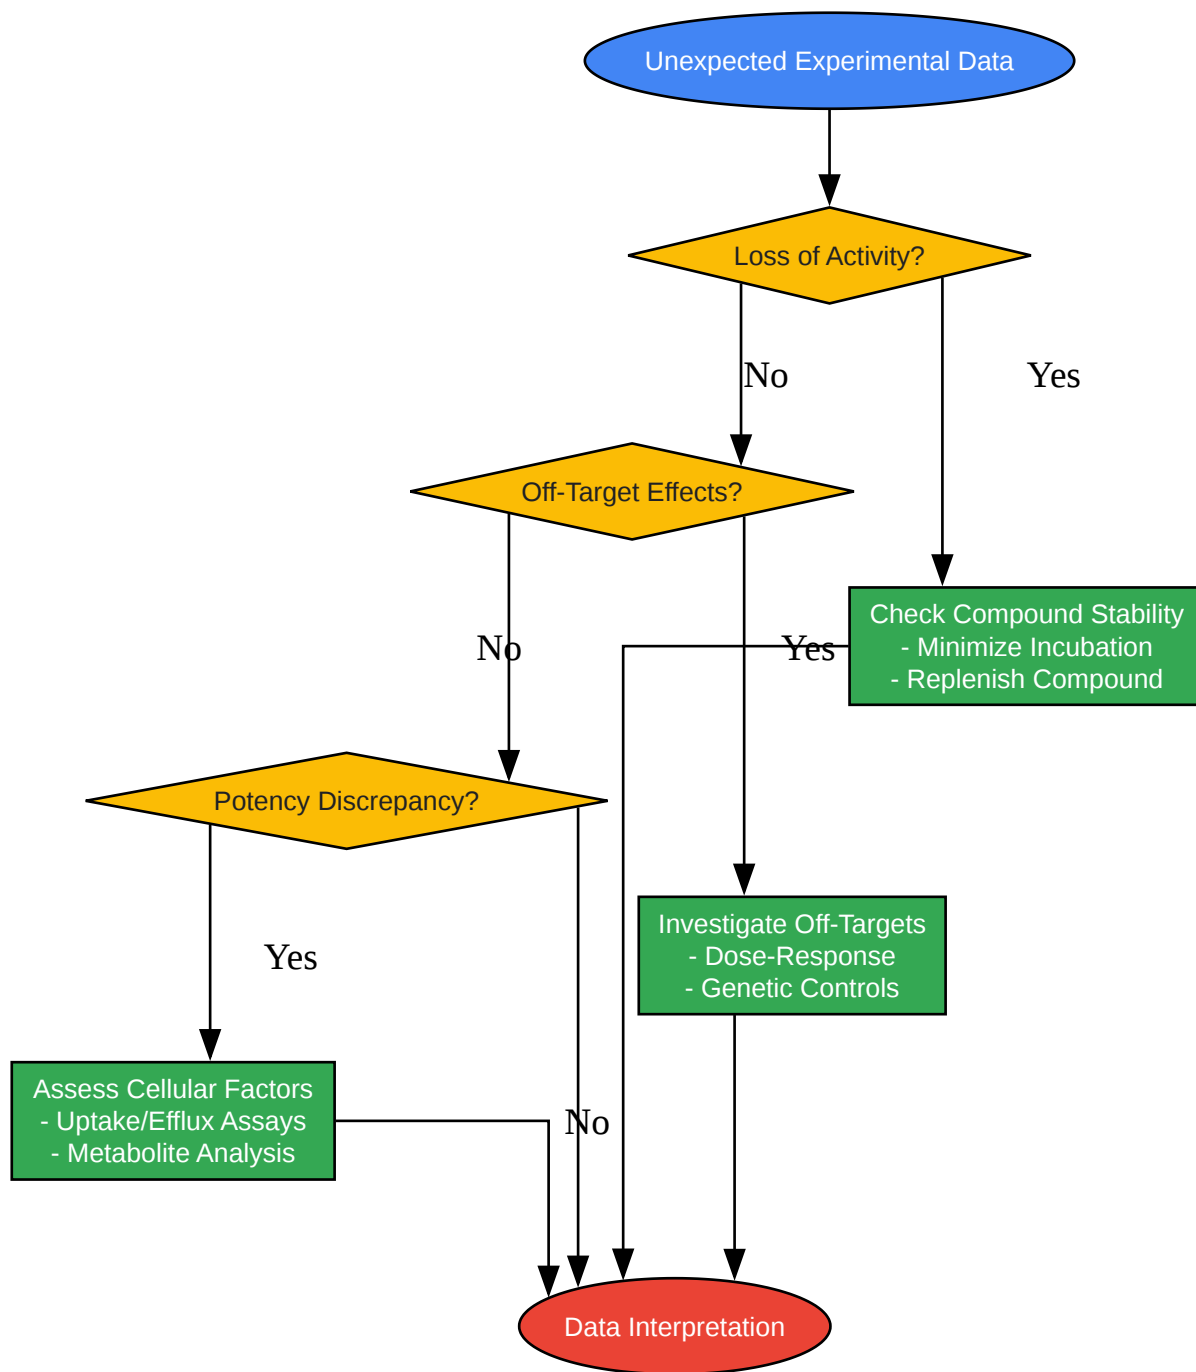 Unexpected Experimental Data
Loss of Activity?
No
Yes
Off-Target Effects?
Check Compound Stability
- Minimize Incubation
- Replenish Compound
No
Yes
Potency Discrepancy?
Investigate Off-Targets
- Dose-Response
- Genetic Controls
Yes
Assess Cellular Factors
- Uptake/Efflux Assays
- Metabolite Analysis
No
Data Interpretation